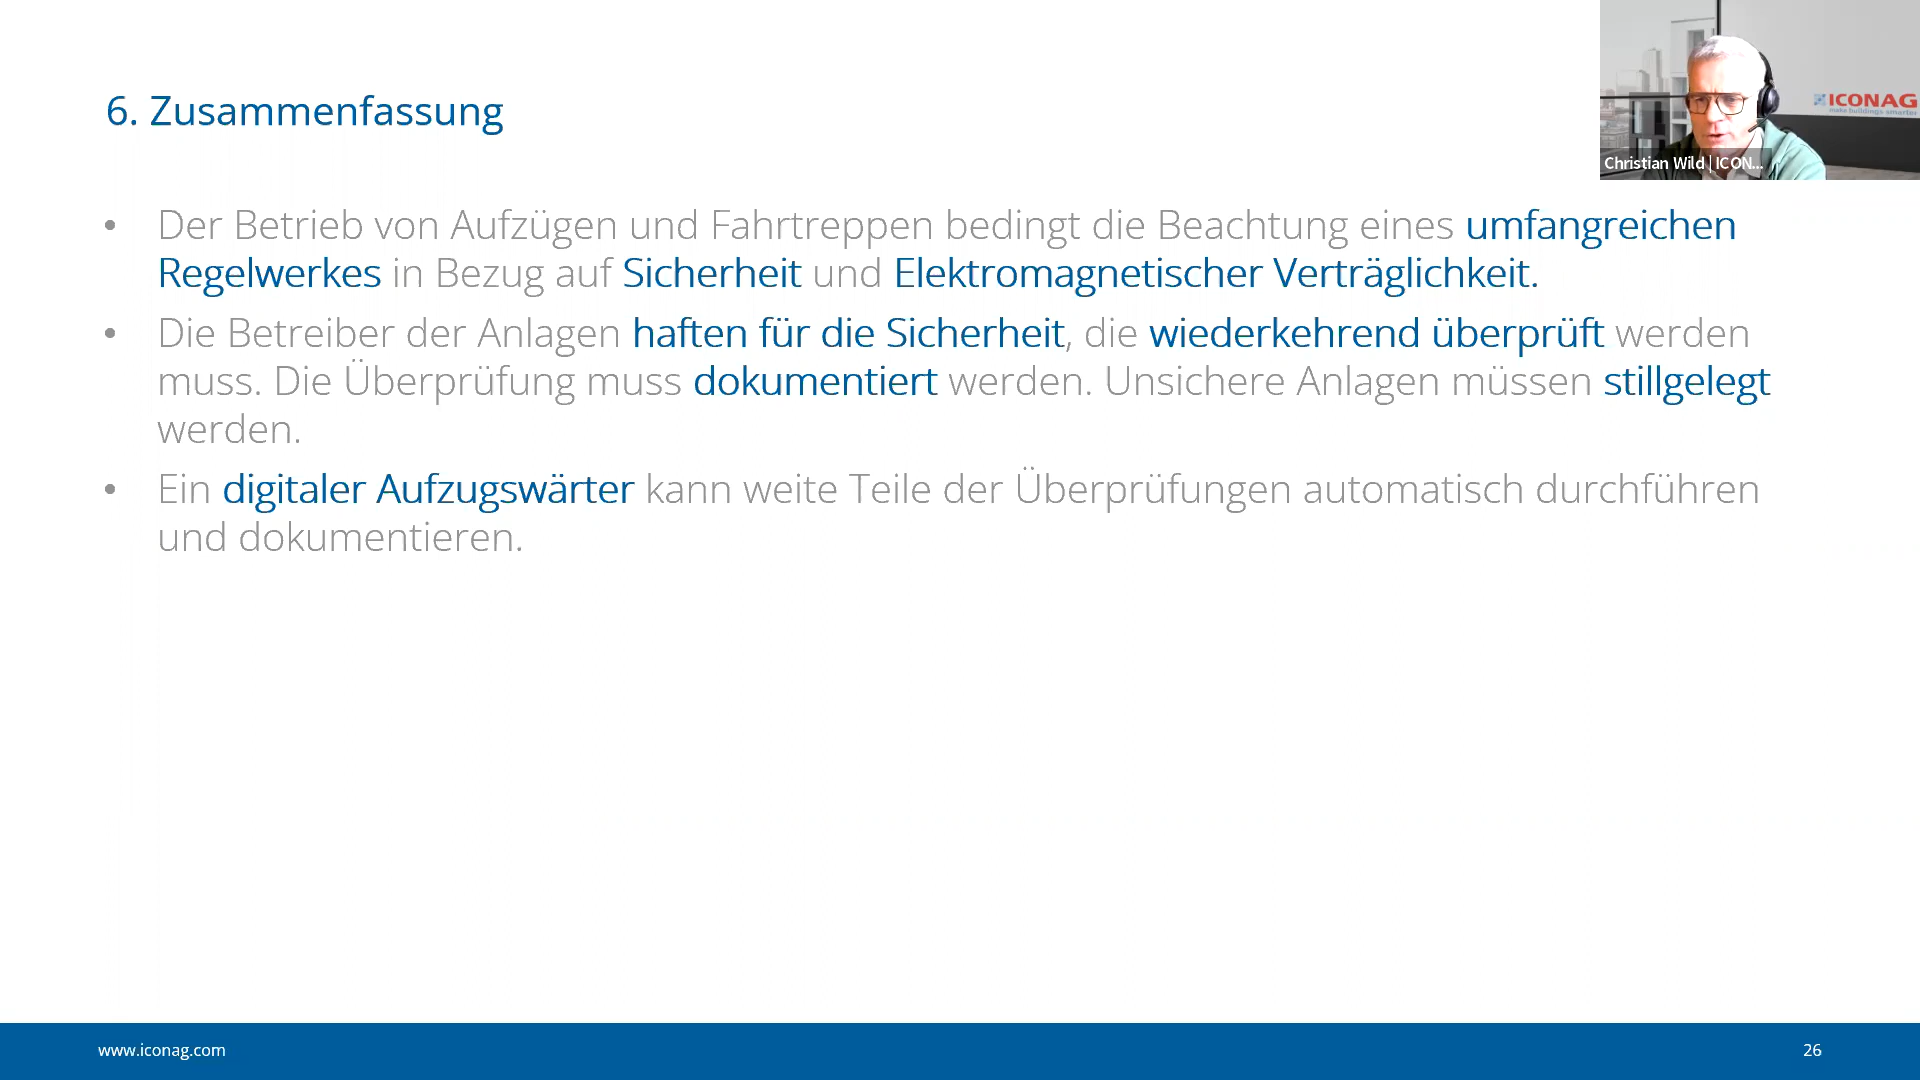 6. Zusammenfassung
ICONAG
make buildings smarter
Christian Wild | ICON...
• Der Betrieb von Aufzügen und Fahrtreppen bedingt die Beachtung eines umfangreichen
Regelwerkes in Bezug auf Sicherheit und Elektromagnetischer Verträglichkeit.
• Die Betreiber der Anlagen haften für die Sicherheit, die wiederkehrend überprüft werden
muss. Die Überprüfung muss dokumentiert werden. Unsichere Anlagen müssen stillgelegt
werden.
• Ein digitaler Aufzugswärter kann weite Teile der Überprüfungen automatisch durchführen
und dokumentieren.
www.iconag.com
26